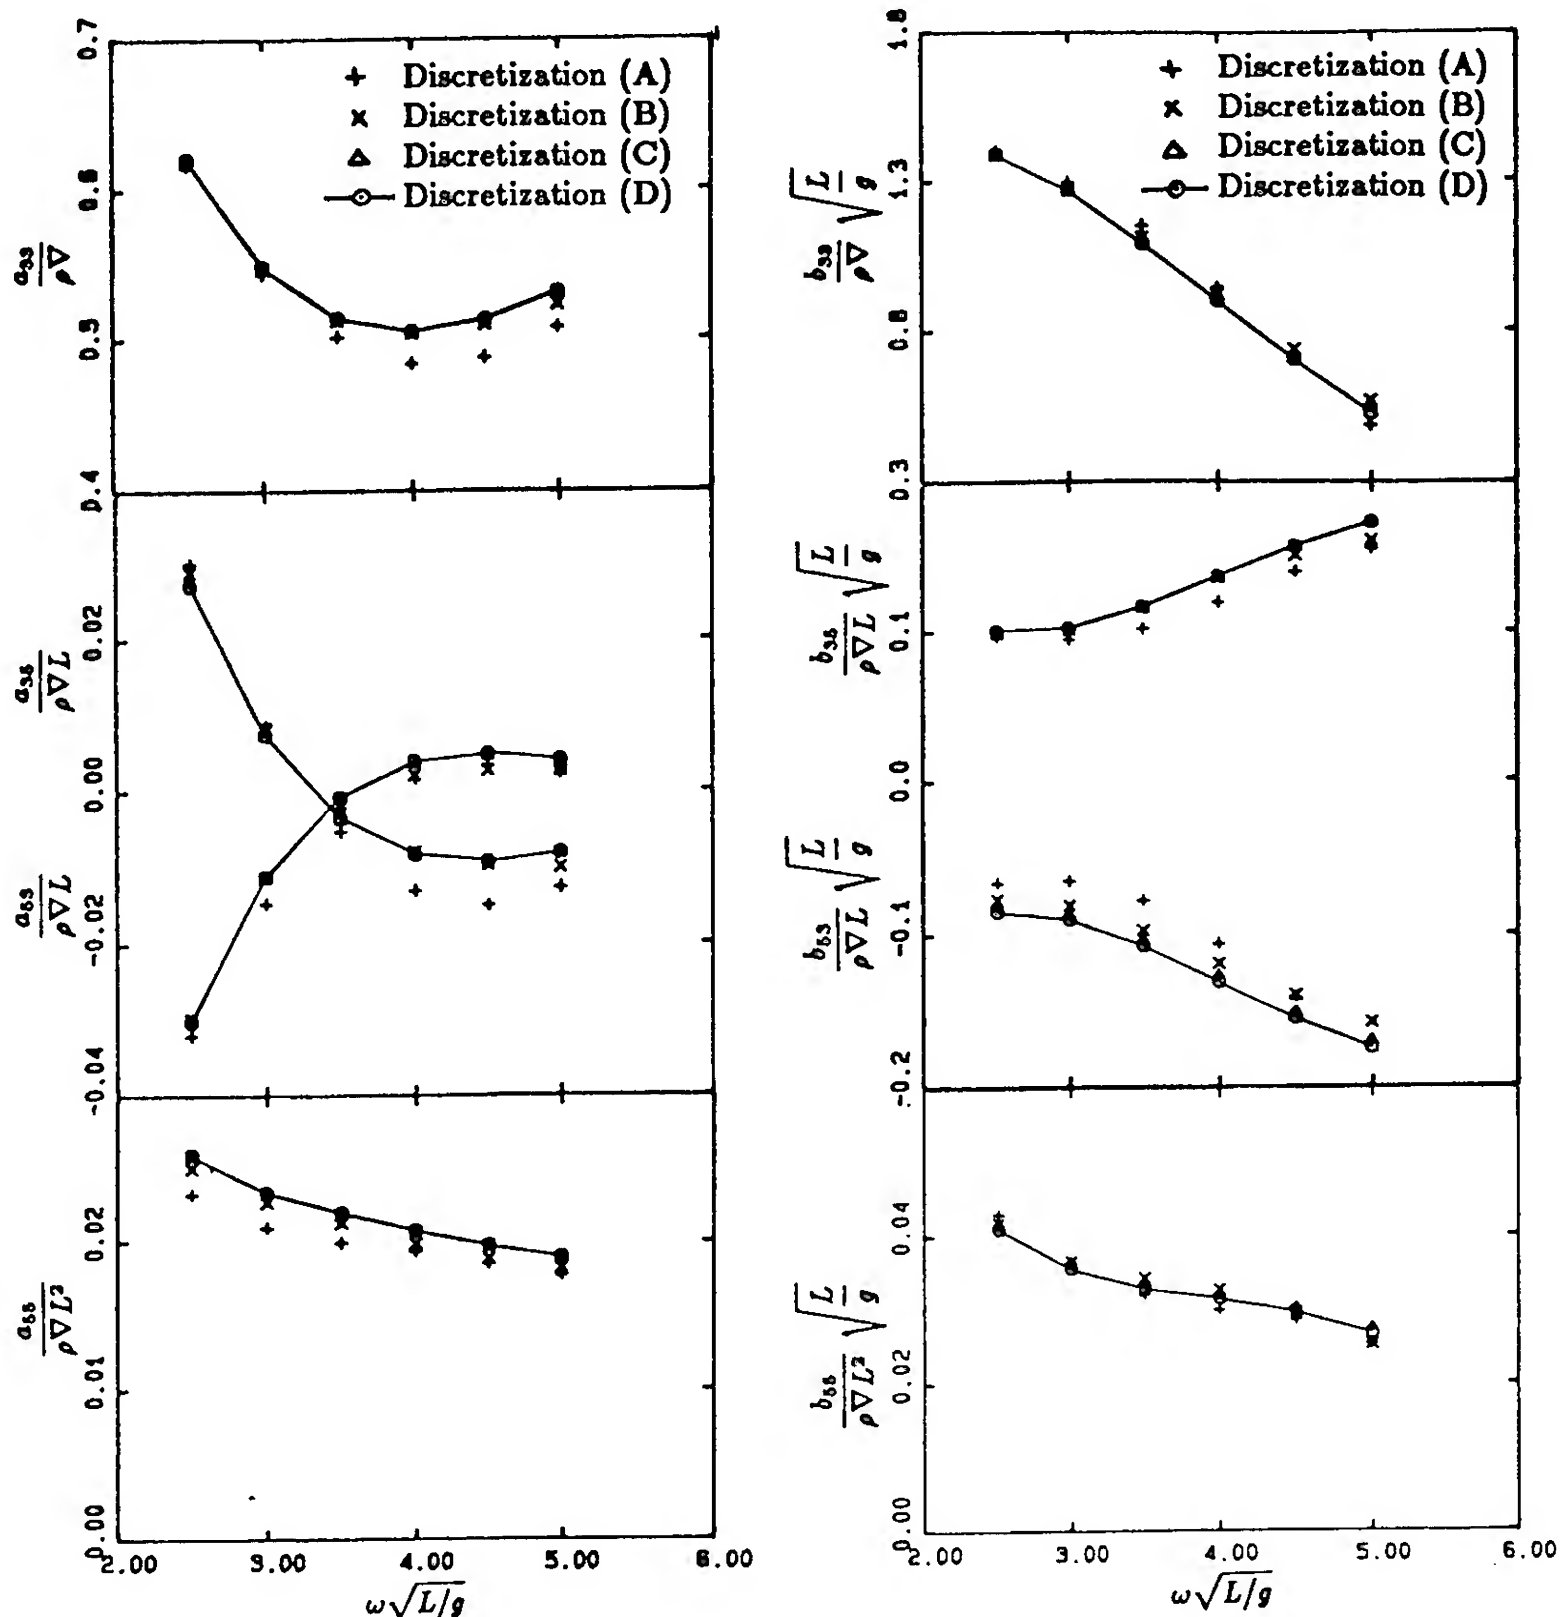 0.7
0.6
0.5
0.4
+ Discretization (A)
× Discretization (B)
△ Discretization (C)
—○— Discretization (D)
a₃₃/ρ∇
0.02
0.00
-0.02
-0.04
a₃₅/ρ∇L
a₅₃/ρ∇L
0.02
0.01
0.00
a₅₅/ρ∇L²
2.00 3.00 4.00 5.00 6.00
ω√L/g
1.8
1.3
0.8
0.3
+ Discretization (A)
× Discretization (B)
△ Discretization (C)
—○— Discretization (D)
b₃₃/ρ∇ √L/g
0.1
0.0
-0.1
-0.2
b₃₅/ρ∇L √L/g
b₅₃/ρ∇L √L/g
0.04
0.02
0.00
b₅₅/ρ∇L² √L/g
2.00 3.00 4.00 5.00 6.00
ω√L/g